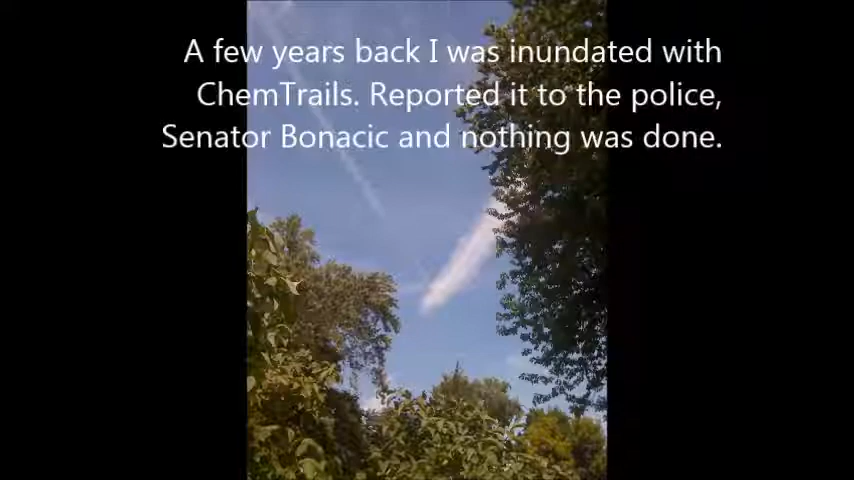 A few years back I was inundated with
ChemTrails. Reported it to the police,
Senator Bonacic and nothing was done.